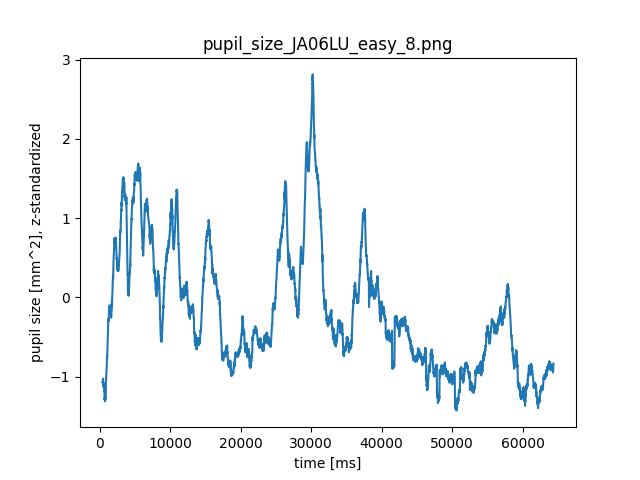 pupil_size_JA06LU_easy_8.png
pupil size [mm^2], z-standardized
3
2
1
0
−1
0 10000 20000 30000 40000 50000 60000
time [ms]